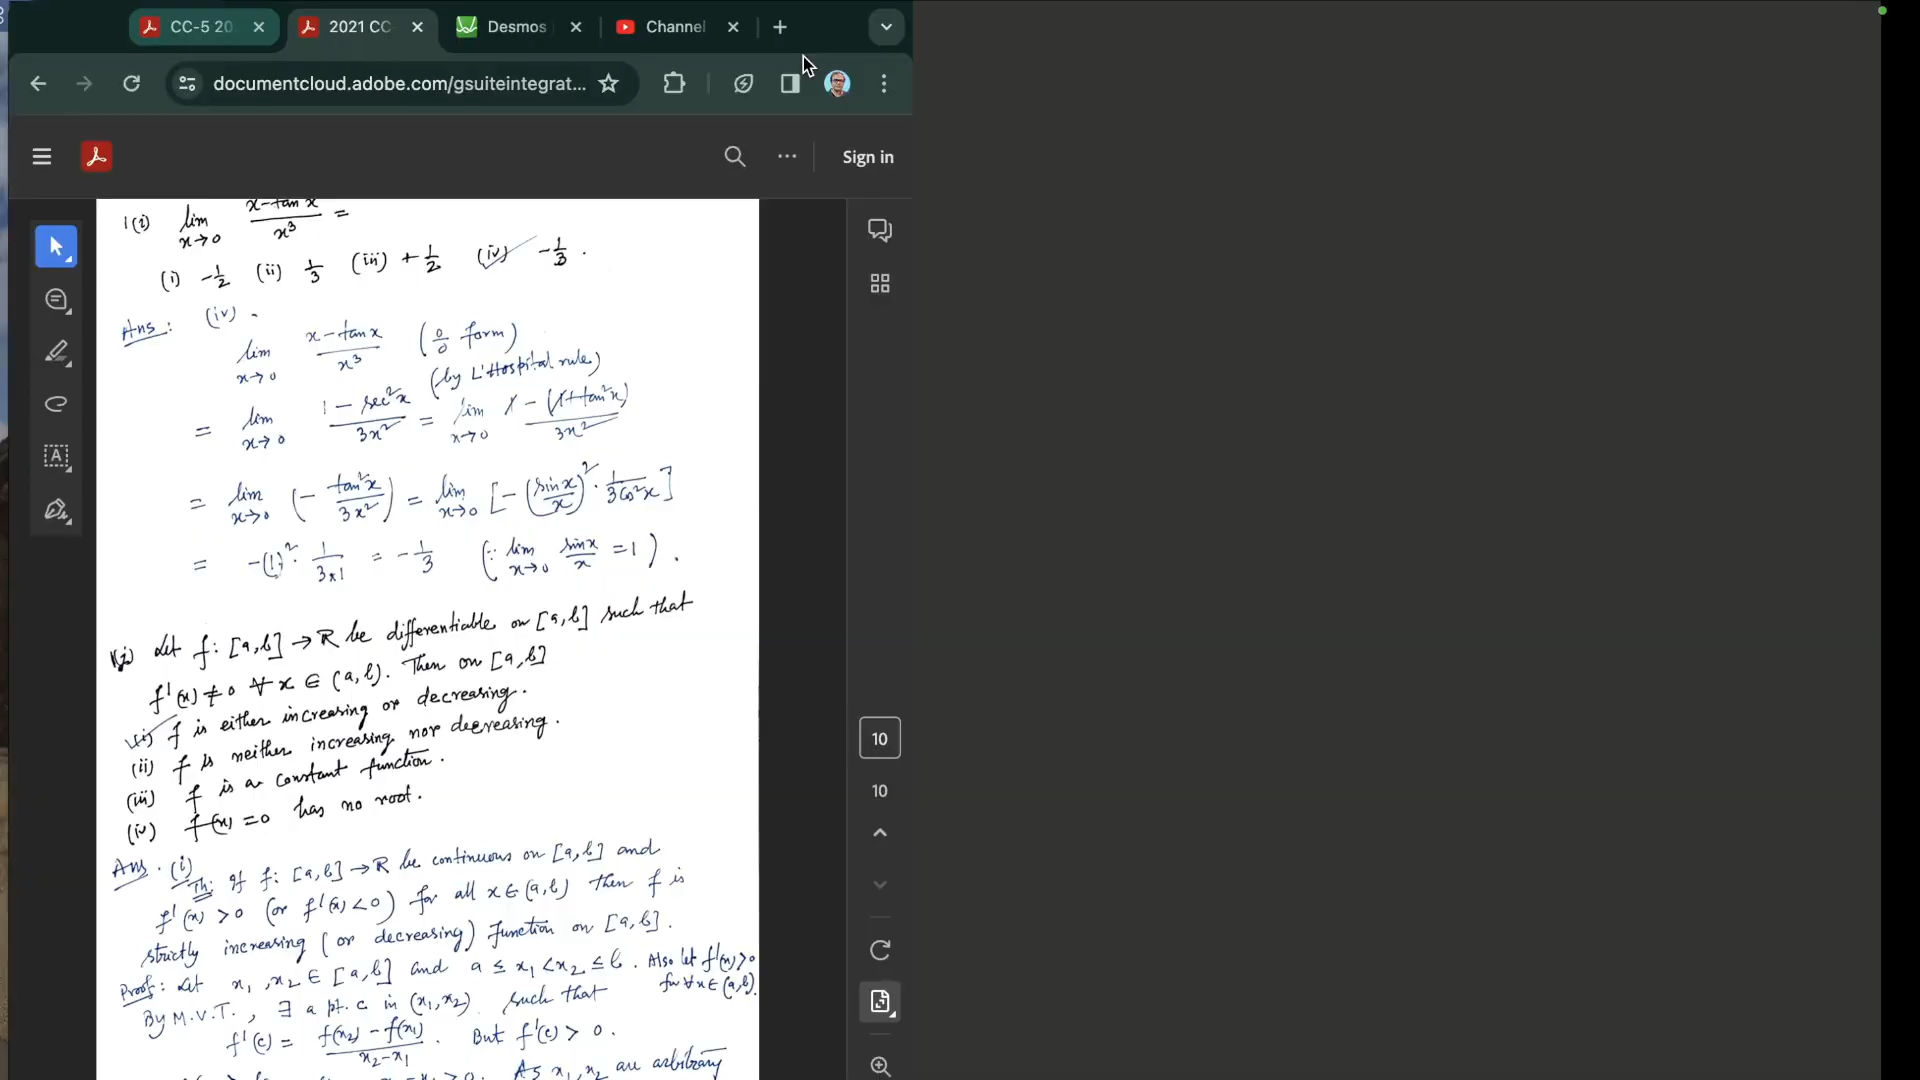 CC-5 20
2021 CC
Desmos
Channel
documentcloud.adobe.com/gsuiteintegrat...
Sign in
1(i) lim x→0 x-tan x / x³ =
(i) -1/2 (ii) 1/3 (iii) +1/2 (iv) -1/3 .
Ans: (iv) .
lim x→0 x-tan x / x³ (0/0 form)
(by L'Hospital rule)
= lim x→0 1-sec²x / 3x² = lim x→0 1-(1+tan²x) / 3x²
= lim x→0 (- tan²x / 3x²) = lim x→0 [-(sinx/x)² · 1/3cos²x]
= -(1)² · 1/3×1 = -1/3 (∵ lim x→0 sinx/x = 1) .
1(j) Let f: [a,b] → R be differentiable on [a,b] such that
f'(x) ≠ 0 ∀ x ∈ (a,b). Then on [a,b]
(i) f is either increasing or decreasing.
(ii) f is neither increasing nor decreasing.
(iii) f is a constant function.
(iv) f(x) = 0 has no root.
Ans. (i)
Th: If f: [a,b] → R be continuous on [a,b] and
f'(x) > 0 (or f'(x) < 0) for all x ∈ (a,b) then f is
strictly increasing (or decreasing) function on [a,b].
Proof: Let x₁, x₂ ∈ [a,b] and a ≤ x₁ < x₂ ≤ b. Also let f'(x) > 0
for ∀ x ∈ (a,b).
By M.V.T., ∃ a pt. c in (x₁,x₂) such that
f'(c) = f(x₂) - f(x₁) / x₂-x₁ . But f'(c) > 0.
As x₁, x₂ are arbitrary
10
10